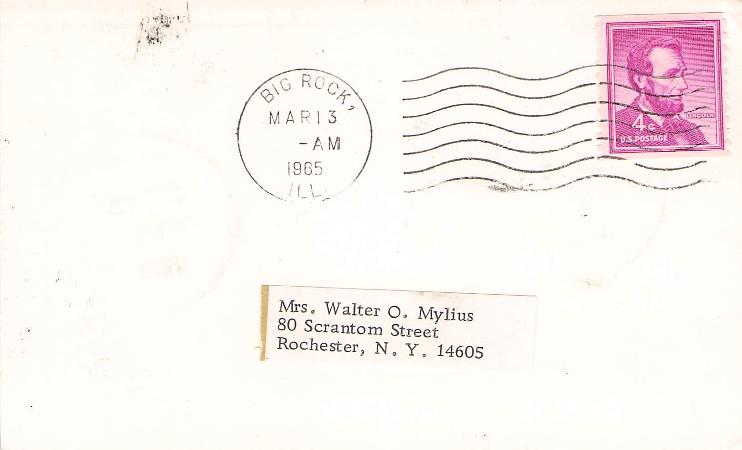 BIG ROCK,
MAR 13
-AM
1965
ILL.
LINCOLN
4¢
U.S. POSTAGE
Mrs. Walter O. Mylius
80 Scrantom Street
Rochester, N. Y. 14605